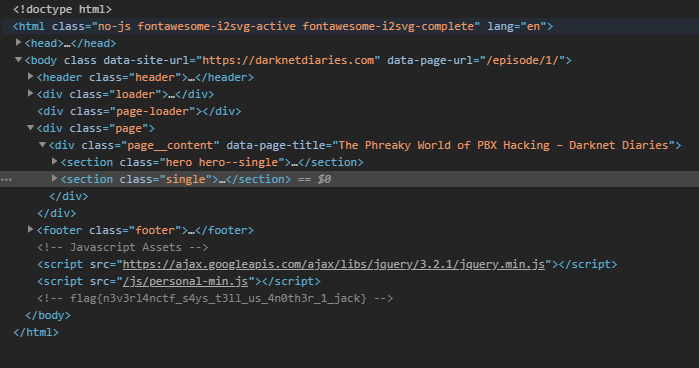 <!doctype html>
<html class="no-js fontawesome-i2svg-active fontawesome-i2svg-complete" lang="en">
<head>…</head>
<body class data-site-url="https://darknetdiaries.com" data-page-url="/episode/1/">
<header class="header">…</header>
<div class="loader">…</div>
<div class="page-loader"></div>
<div class="page">
<div class="page__content" data-page-title="The Phreaky World of PBX Hacking – Darknet Diaries">
<section class="hero hero--single">…</section>
<section class="single">…</section> == $0
</div>
</div>
<footer class="footer">…</footer>
<!-- Javascript Assets -->
<script src="https://ajax.googleapis.com/ajax/libs/jquery/3.2.1/jquery.min.js"></script>
<script src="/js/personal-min.js"></script>
<!-- flag{n3v3rl4nctf_s4ys_t3ll_us_4n0th3r_1_jack} -->
</body>
</html>